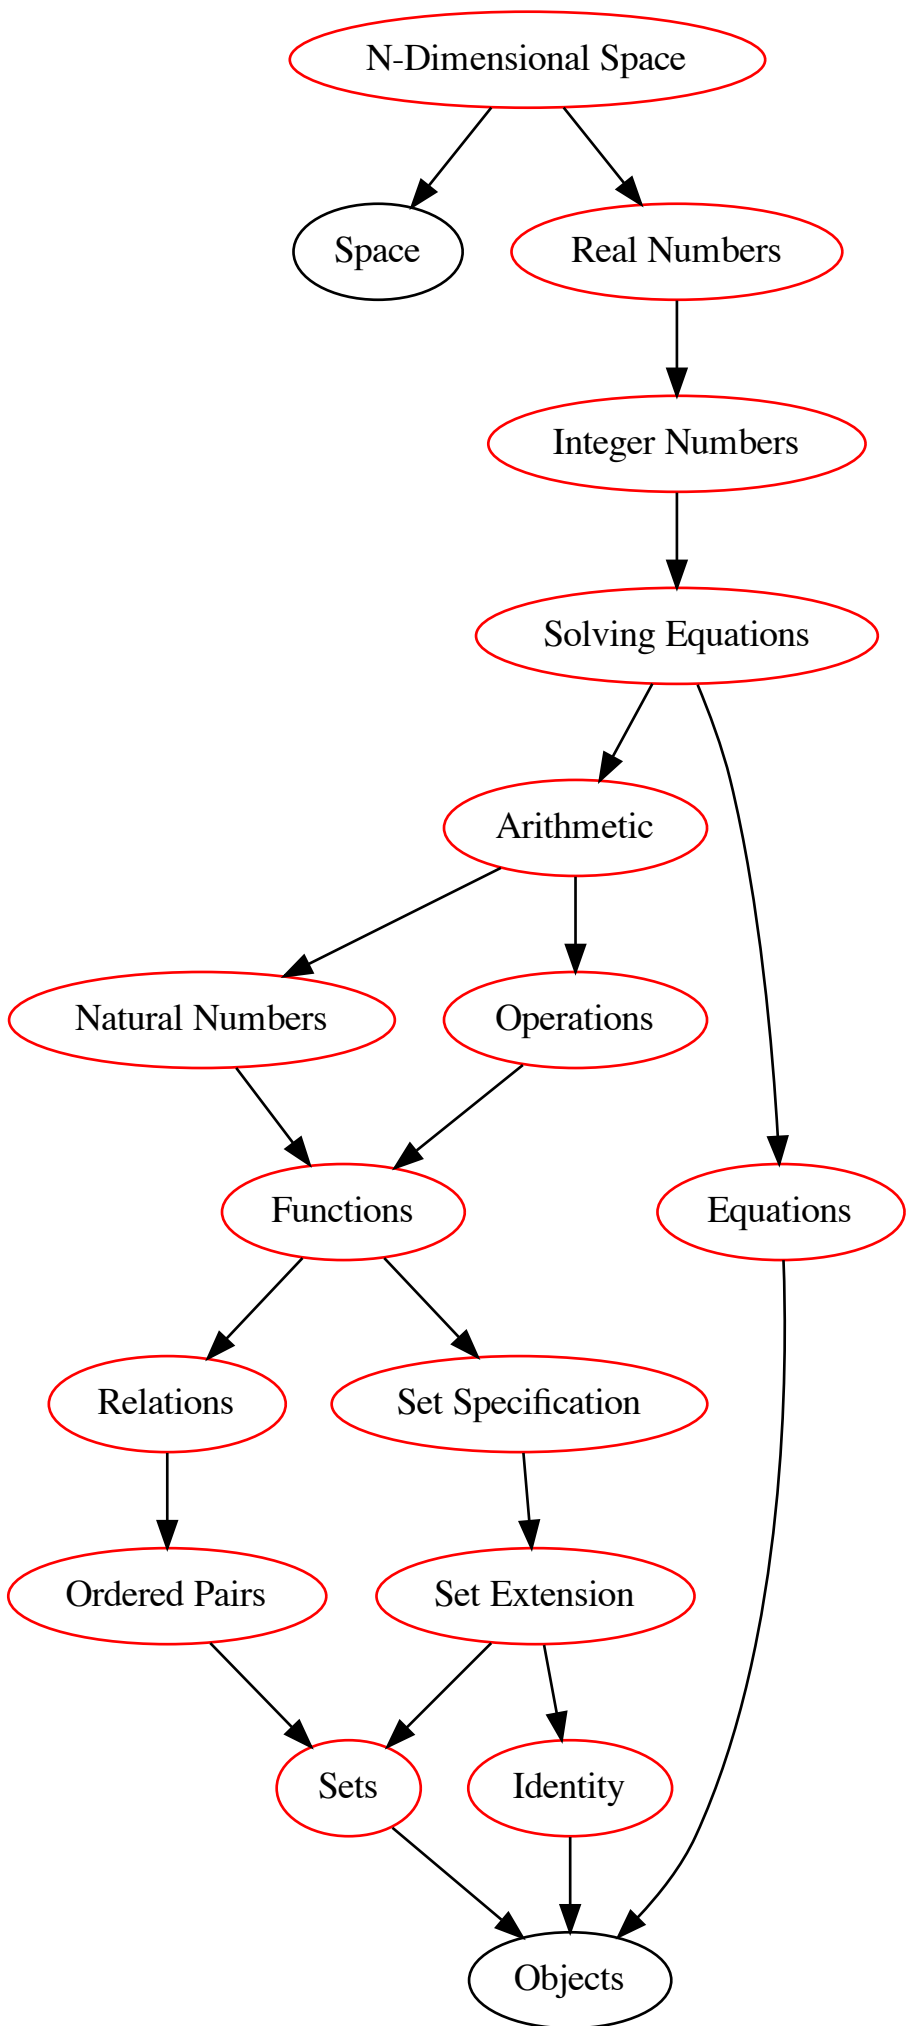 N-Dimensional Space
Space
Real Numbers
Integer Numbers
Solving Equations
Arithmetic
Natural Numbers
Operations
Functions
Equations
Relations
Set Specification
Ordered Pairs
Set Extension
Sets
Identity
Objects